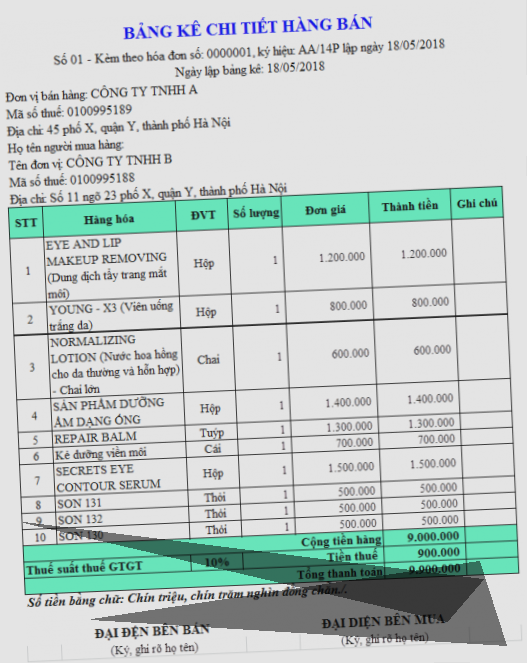 BẢNG KÊ CHI TIẾT HÀNG BÁN
Số 01 - Kèm theo hóa đơn số: 0000001, ký hiệu: AA/14P lập ngày 18/05/2018
Ngày lập bảng kê: 18/05/2018
Đơn vị bán hàng: CÔNG TY TNHH A
Mã số thuế: 0100995189
Địa chỉ: 45 phố X, quận Y, thành phố Hà Nội
Họ tên người mua hàng:
Tên đơn vị: CÔNG TY TNHH B
Mã số thuế: 0100995188
Địa chỉ: Số 11 ngõ 23 phố X, quận Y, thành phố Hà Nội
STT Hàng hóa ĐVT Số lượng Đơn giá Thành tiền Ghi chú
EYE AND LIP
1 MAKEUP REMOVING Hộp 1 1.200.000 1.200.000
(Dung dịch tẩy trang mắt
môi)
2 YOUNG - X3 (Viên uống Hộp 1 800.000 800.000
trắng da)
NORMALIZING
3 LOTION (Nước hoa hồng Chai 1 600.000 600.000
cho da thường và hỗn hợp)
- Chai lớn
4 SẢN PHẨM DƯỠNG Hộp 1 1.400.000 1.400.000
ẨM DẠNG ỐNG
5 REPAIR BALM Tuýp 1 1.300.000 1.300.000
6 Kẻ đường viền môi Cái 1 700.000 700.000
7 SECRETS EYE Hộp 1 1.500.000 1.500.000
CONTOUR SERUM
8 SON 131 Thỏi 1 500.000 500.000
9 SON 132 Thỏi 1 500.000 500.000
10 SON 130 Thỏi 1 500.000 500.000
Cộng tiền hàng 9.000.000
Thuế suất thuế GTGT 10% Tiền thuế 900.000
Tổng thanh toán 9.900.000
Số tiền bằng chữ: Chín triệu, chín trăm nghìn đồng chẵn./.
ĐẠI ĐỆN BÊN BÁN ĐẠI DIỆN BÊN MUA
(Ký, ghi rõ họ tên) (Ký, ghi rõ họ tên)